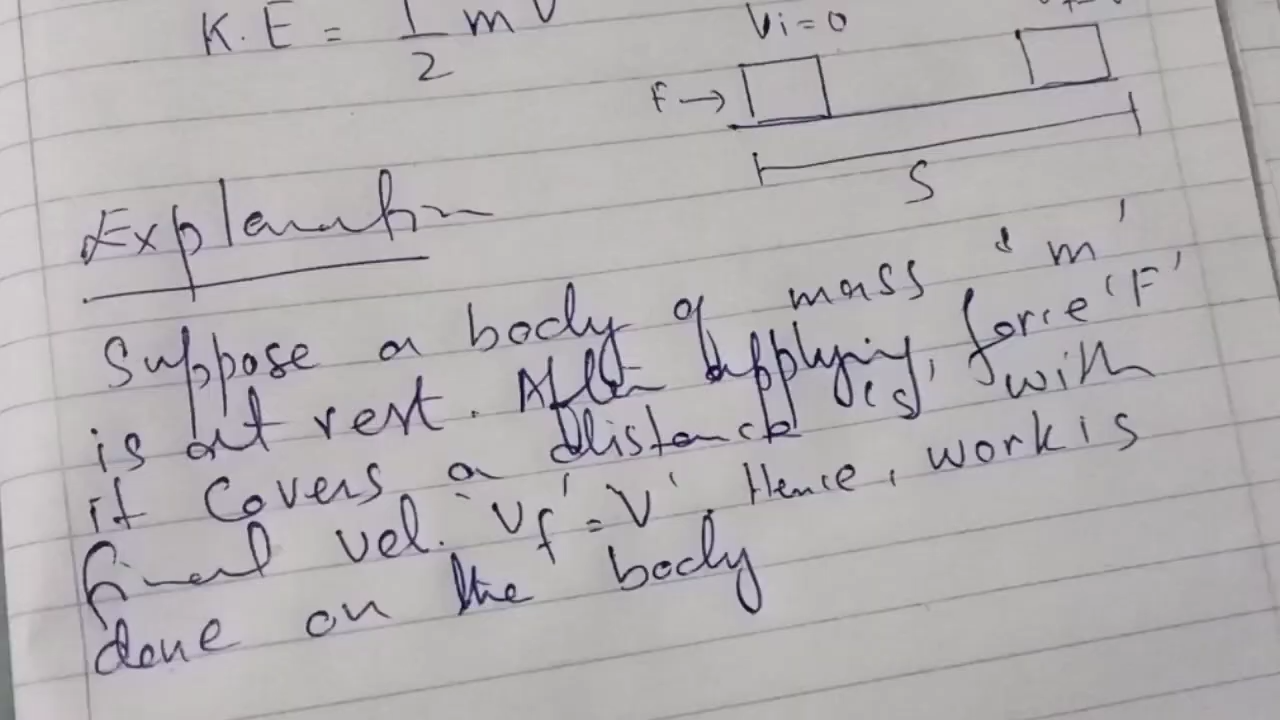 K.E = 1/2 m v
Vi = 0
F →
S
Explanation
Suppose a body of mass 'm'
is at rest. After applying force 'F'
it covers a distance 's', with
final vel. 'Vf' = V'. Hence, work is
done on the body